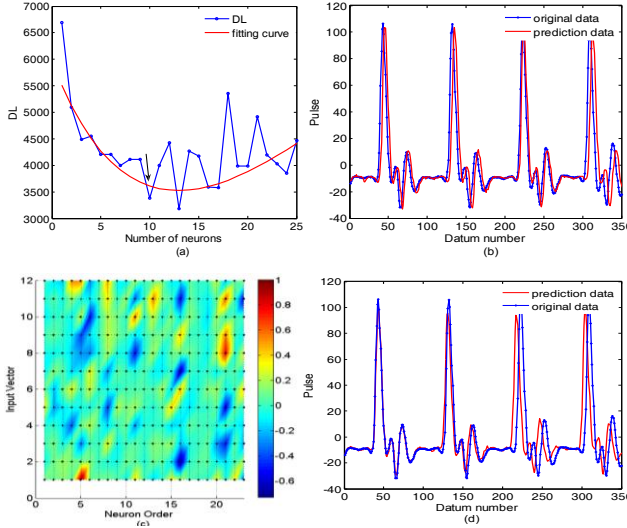 7000
6500
6000
5500
5000
4500
4000
3500
3000
DL
DL
fitting curve
0 5 10 15 20 25
Number of neurons
(a)
120
100
80
60
40
20
0
-20
-40
Pulse
original data
prediction data
0 50 100 150 200 250 300 350
Datum number
(b)
12
10
8
6
4
2
0
Input Vector
5 10 15 20
Neuron Order
(c)
1
0.8
0.6
0.4
0.2
0
-0.2
-0.4
-0.6
120
100
80
60
40
20
0
-20
-40
Pulse
prediction data
original data
0 50 100 150 200 250 300 350
Datum number
(d)